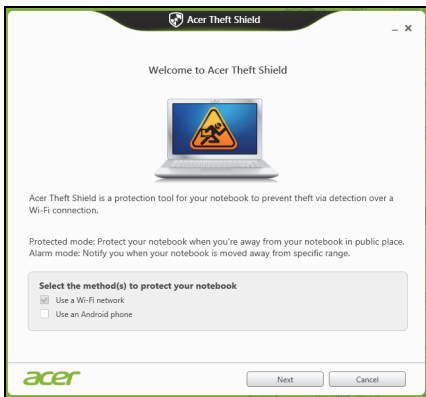 Acer Theft Shield
Welcome to Acer Theft Shield
Acer Theft Shield is a protection tool for your notebook to prevent theft via detection over a
Wi-Fi connection.
Protected mode: Protect your notebook when you're away from your notebook in public place.
Alarm mode: Notify you when your notebook is moved away from specific range.
Select the method(s) to protect your notebook
Use a Wi-Fi network
Use an Android phone
acer
Next
Cancel